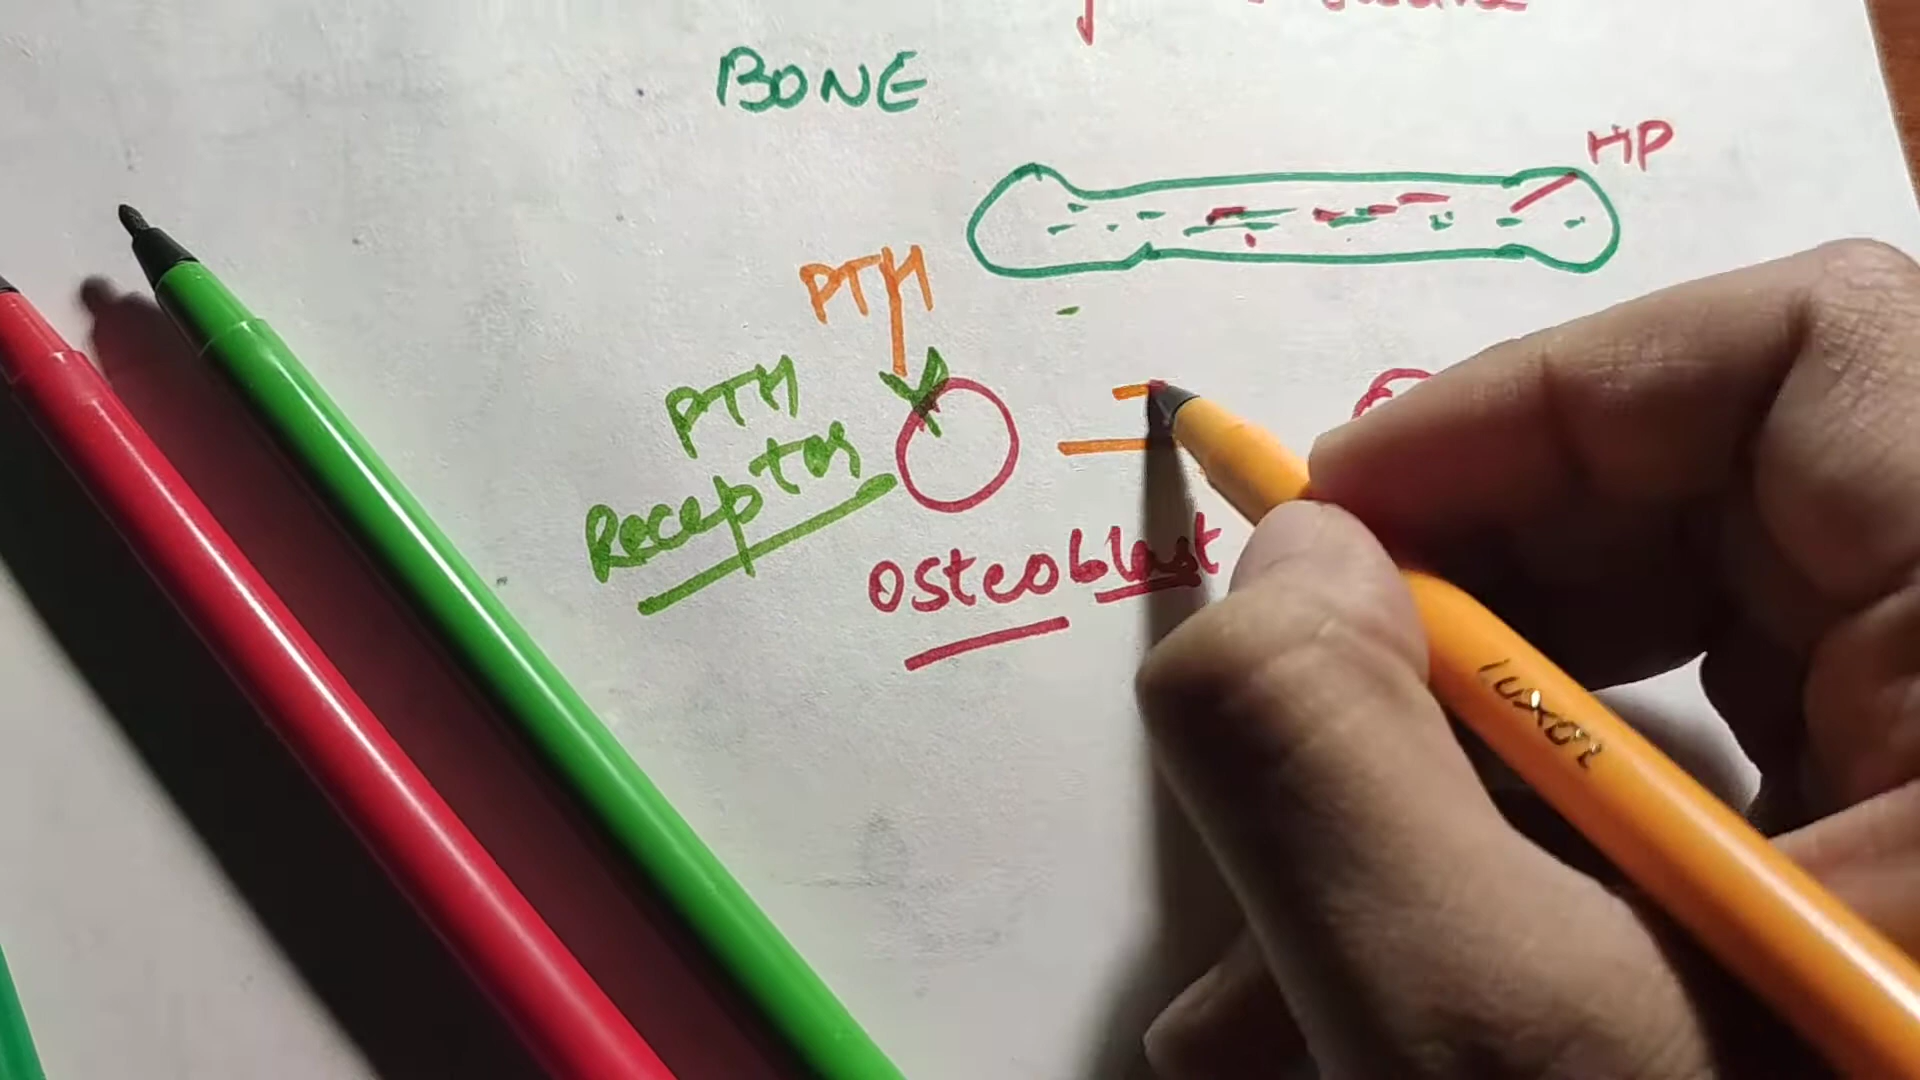 BONE
HP
PTH
PTH
Receptor
Osteoblast
Luxor